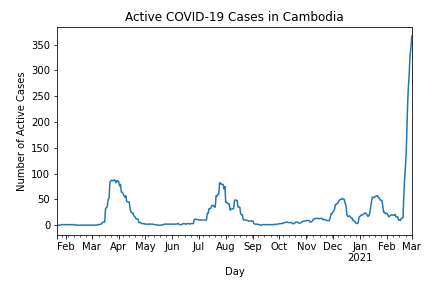 Active COVID-19 Cases in Cambodia
Number of Active Cases
350
300
250
200
150
100
50
0
Feb Mar Apr May Jun Jul Aug Sep Oct Nov Dec Jan Feb Mar
2021
Day